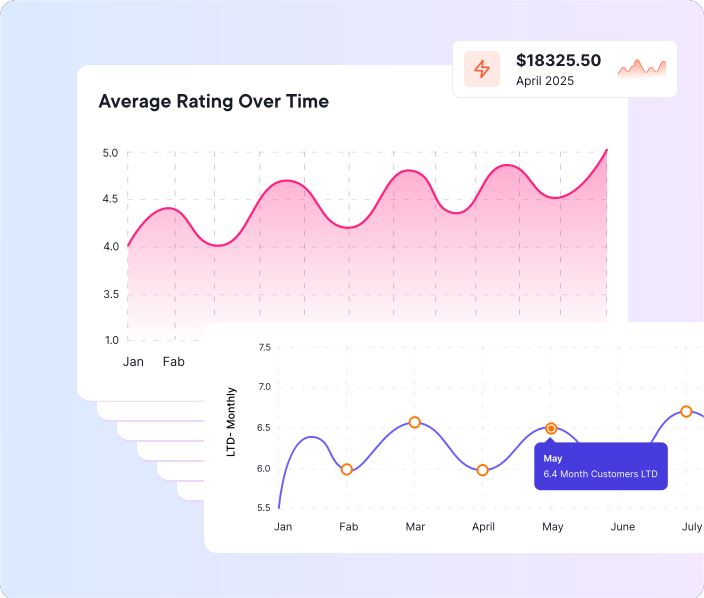 $18325.50
April 2025
Average Rating Over Time
5.0
4.5
4.0
3.5
1.0
Jan Fab
LTD- Monthly
7.5
7.0
6.5
6.0
5.5
May
6.4 Month Customers LTD
Jan Fab Mar April May June July